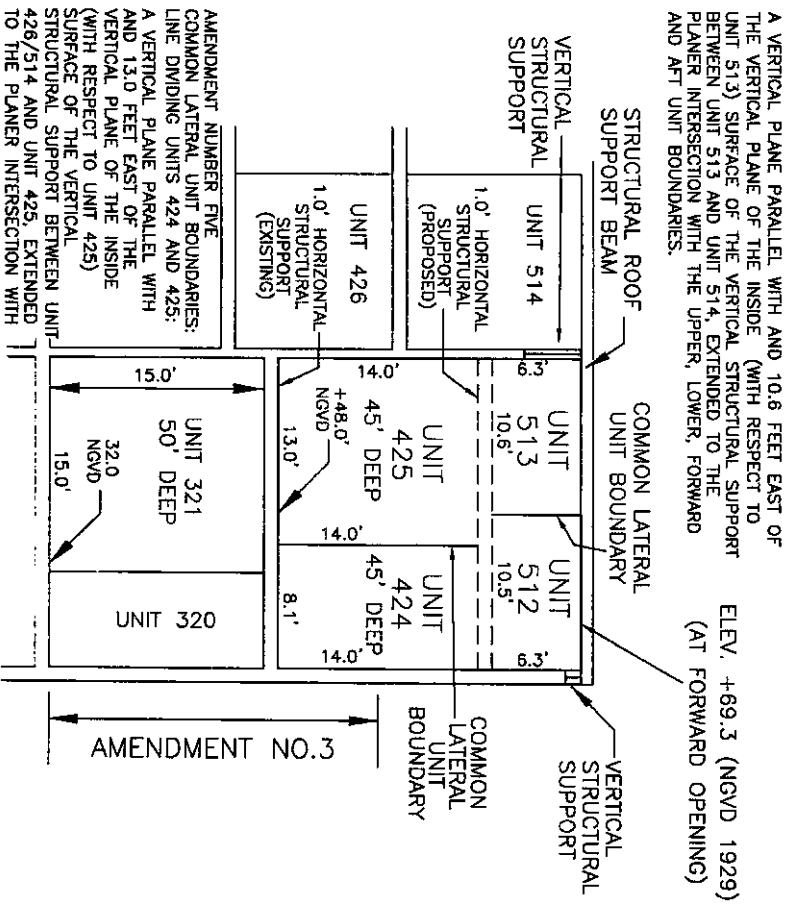 A VERTICAL PLANE PARALLEL WITH AND 10.6 FEET EAST OF
THE VERTICAL PLANE OF THE INSIDE (WITH RESPECT TO
UNIT 513) SURFACE OF THE VERTICAL STRUCTURAL SUPPORT
BETWEEN UNIT 513 AND UNIT 514, EXTENDED TO THE
PLANER INTERSECTION WITH THE UPPER, LOWER, FORWARD
AND AFT UNIT BOUNDARIES.
ELEV. +69.3 (NGVD 1929)
(AT FORWARD OPENING)
STRUCTURAL ROOF
SUPPORT BEAM
COMMON LATERAL
UNIT BOUNDARY
VERTICAL
STRUCTURAL
SUPPORT
VERTICAL
STRUCTURAL
SUPPORT
UNIT 514
6.3'
UNIT
513
10.6'
UNIT
512
10.5'
6.3'
1.0' HORIZONTAL
STRUCTURAL
SUPPORT
(PROPOSED)
UNIT 426
14.0'
UNIT
425
45' DEEP
UNIT
424
45' DEEP
14.0'
14.0'
COMMON
LATERAL
UNIT
BOUNDARY
1.0' HORIZONTAL
STRUCTURAL
SUPPORT
(EXISTING)
+48.0'
NGVD
13.0'
8.1'
15.0'
UNIT 321
50' DEEP
UNIT 320
32.0
NGVD
15.0'
AMENDMENT NO.3
AMENDMENT NUMBER FIVE
COMMON LATERAL UNIT BOUNDARIES:
LINE DIVIDING UNITS 424 AND 425:
A VERTICAL PLANE PARALLEL WITH
AND 13.0 FEET EAST OF THE
VERTICAL PLANE OF THE INSIDE
(WITH RESPECT TO UNIT 425)
SURFACE OF THE VERTICAL
STRUCTURAL SUPPORT BETWEEN UNIT
426/514 AND UNIT 425, EXTENDED
TO THE PLANER INTERSECTION WITH